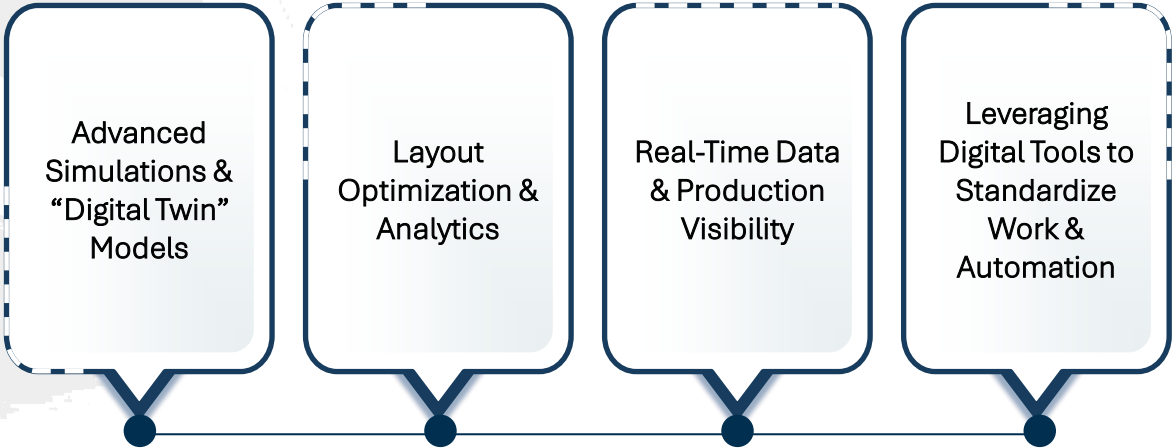 Advanced
Simulations &
“Digital Twin”
Models
Layout
Optimization &
Analytics
Real-Time Data
& Production
Visibility
Leveraging
Digital Tools to
Standardize
Work &
Automation